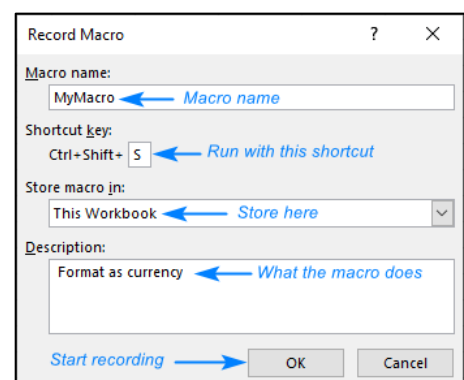 Record Macro ? ×
Macro name:
MyMacro Macro name
Shortcut key:
Ctrl+Shift+ S Run with this shortcut
Store macro in:
This Workbook Store here
Description:
Format as currency What the macro does
Start recording OK Cancel